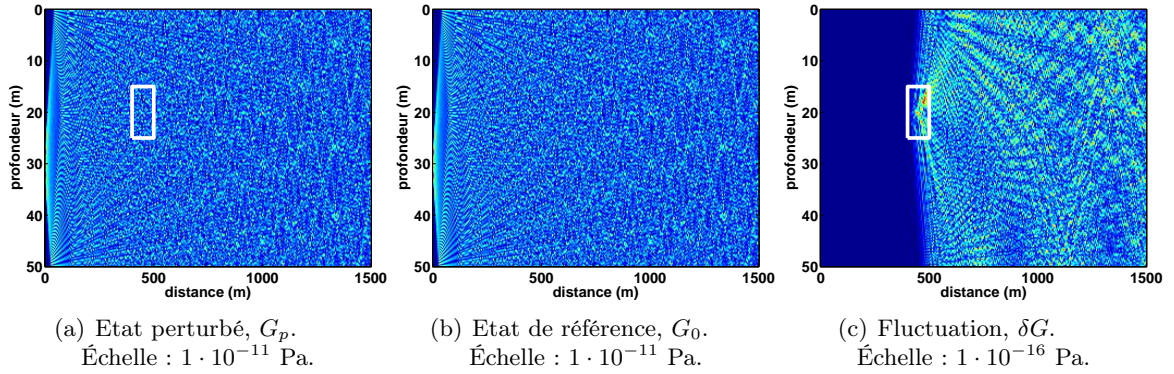 0
10
20
30
40
50
profondeur (m)
0 500 1000 1500
distance (m)
(a) Etat perturbé, G_p.
Échelle : 1 · 10^{−11} Pa.
0
10
20
30
40
50
profondeur (m)
0 500 1000 1500
distance (m)
(b) Etat de référence, G_0.
Échelle : 1 · 10^{−11} Pa.
0
10
20
30
40
50
profondeur (m)
0 500 1000 1500
distance (m)
(c) Fluctuation, δG.
Échelle : 1 · 10^{−16} Pa.